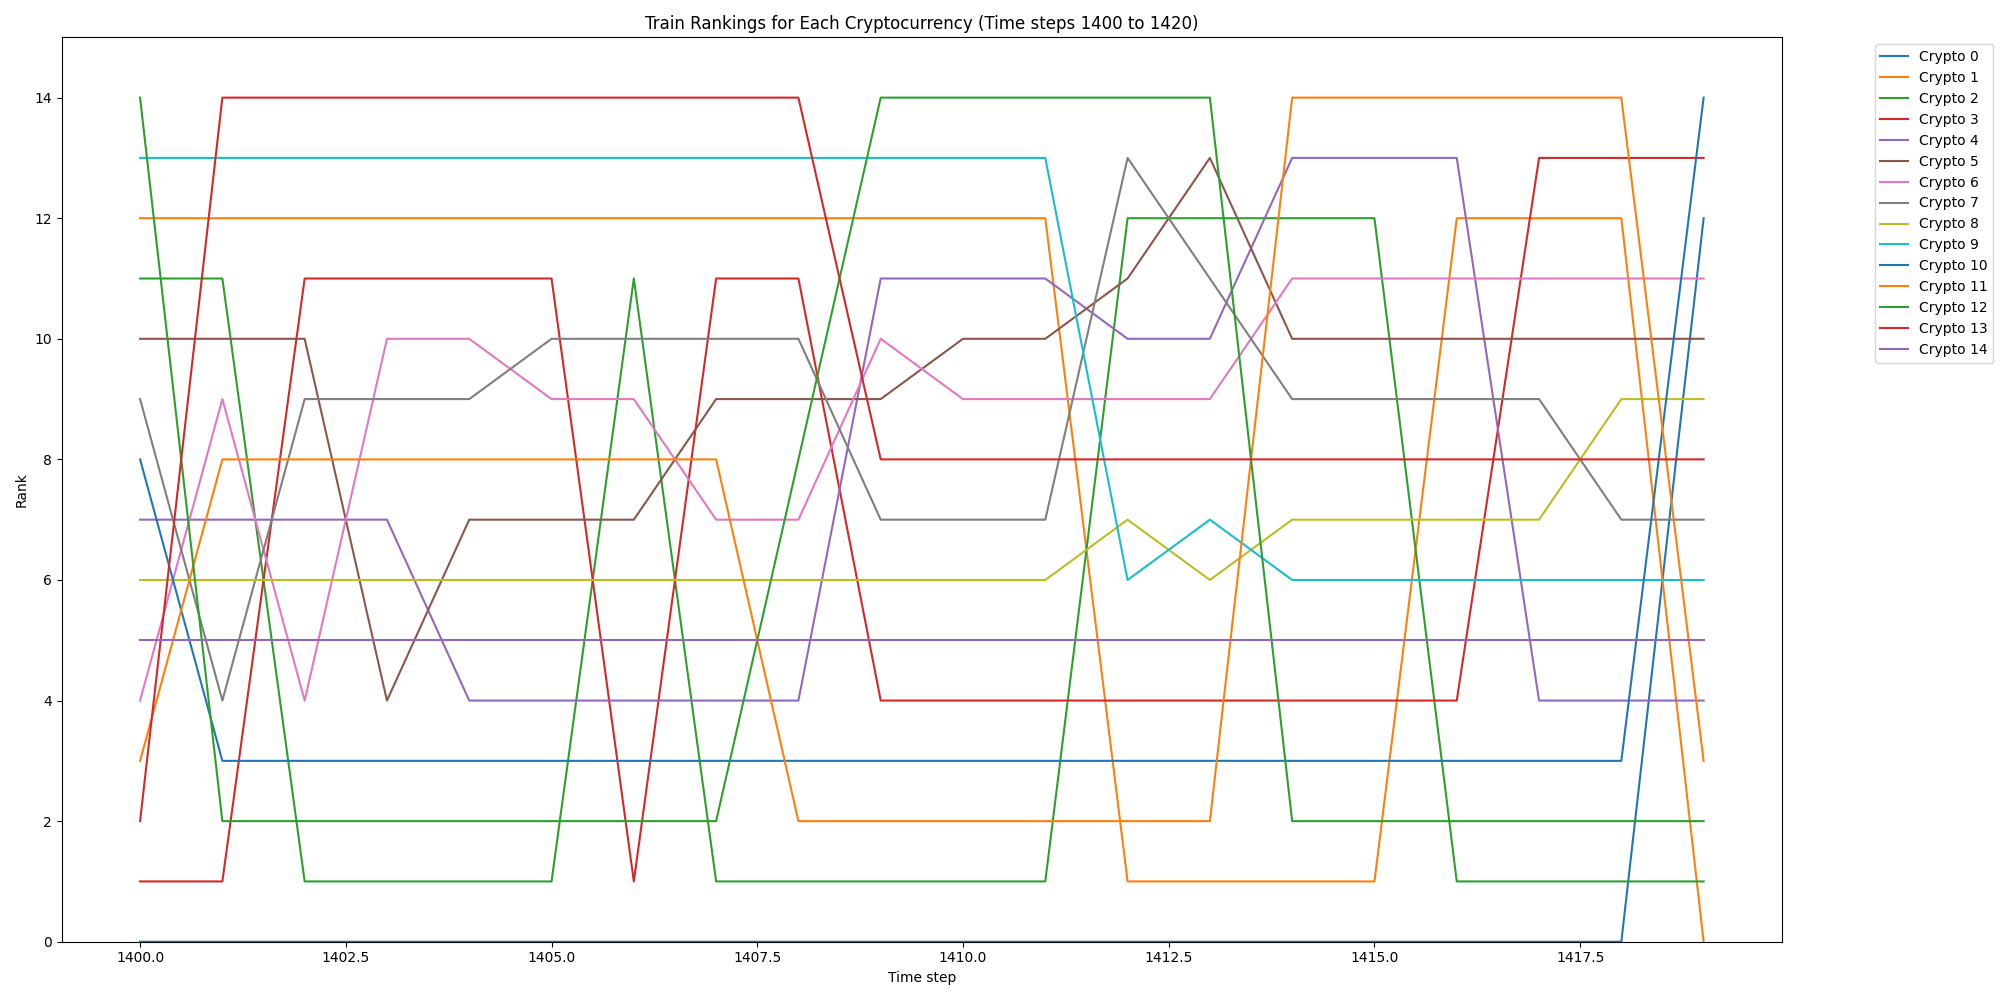 Train Rankings for Each Cryptocurrency (Time steps 1400 to 1420)
Rank
14
12
10
8
6
4
2
0
1400.0 1402.5 1405.0 1407.5 1410.0 1412.5 1415.0 1417.5
Time step
Crypto 0
Crypto 1
Crypto 2
Crypto 3
Crypto 4
Crypto 5
Crypto 6
Crypto 7
Crypto 8
Crypto 9
Crypto 10
Crypto 11
Crypto 12
Crypto 13
Crypto 14